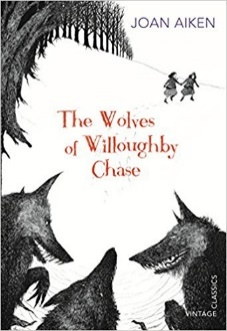 JOAN AIKEN
The Wolves
of Willoughby
Chase
VINTAGE
CLASSICS